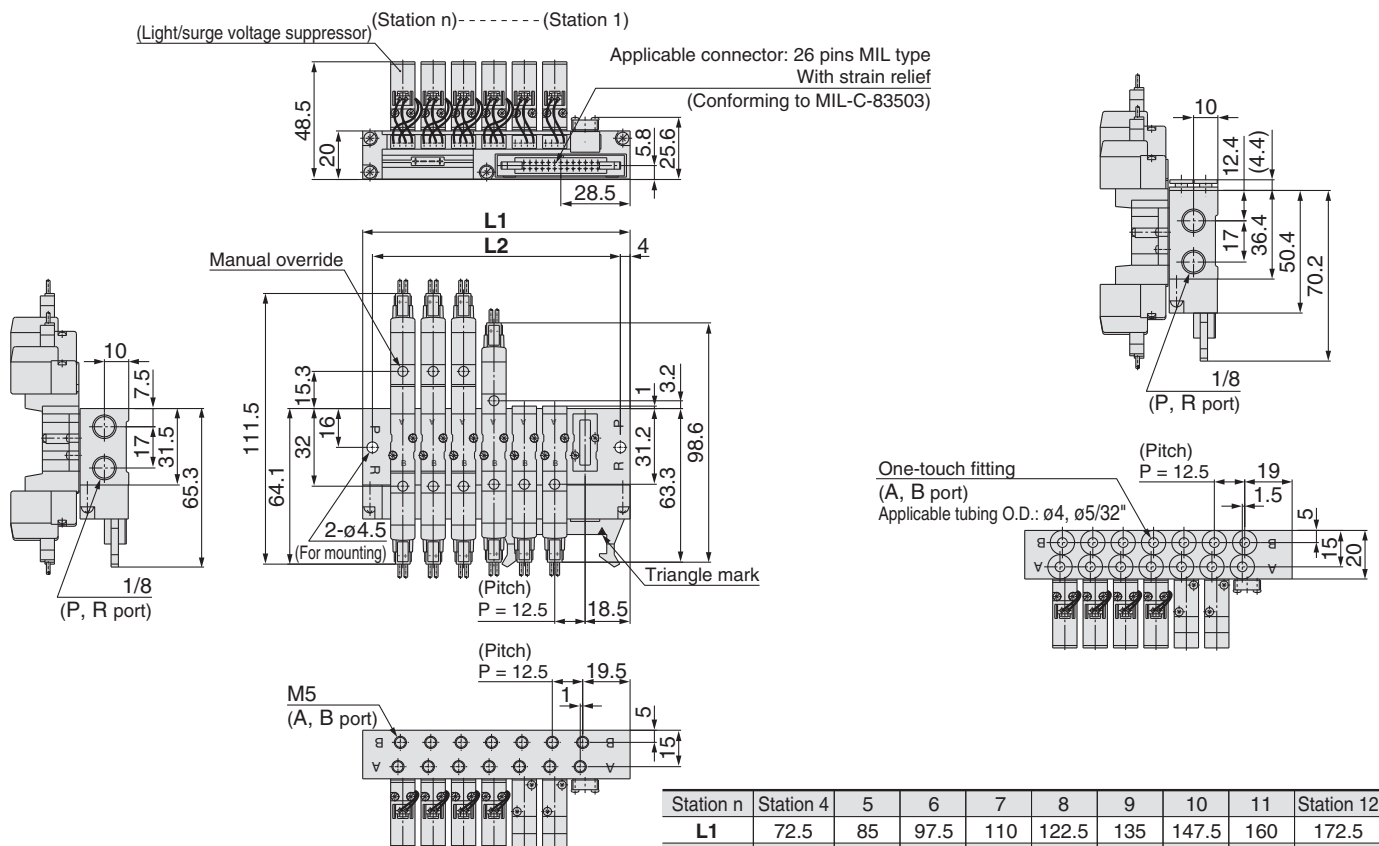 (Station n) (Station 1)
(Light/surge voltage suppressor)
Applicable connector: 26 pins MIL type
With strain relief
(Conforming to MIL-C-83503)
48.5
20
5.8
25.6
28.5
L1
L2
4
Manual override
111.5
15.3
64.1
32
16
1
3.2
31.2
63.3
98.6
P
R
A
B
P
R
2-ø4.5
(For mounting)
(Pitch)
P = 12.5
18.5
Triangle mark
10
7.5
17
31.5
65.3
1/8
(P, R port)
10
12.4
(4.4)
17
36.4
50.4
70.2
1/8
(P, R port)
(Pitch)
P = 12.5
19.5
1
M5
(A, B port)
5
15
B B
A A
One-touch fitting
(A, B port)
Applicable tubing O.D.: ø4, ø5/32"
(Pitch)
P = 12.5
19
1.5
5
15
20
B B
A A
Station n Station 4 5 6 7 8 9 10 11 Station 12
L1 72.5 85 97.5 110 122.5 135 147.5 160 172.5